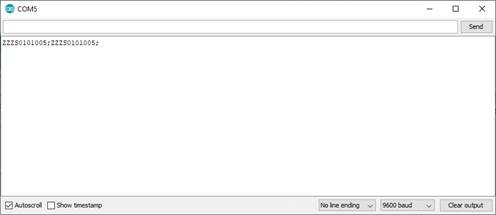 COM5
Send
ZZZS0101005;ZZZS0101005;
Autoscroll Show timestamp No line ending 9600 baud Clear output